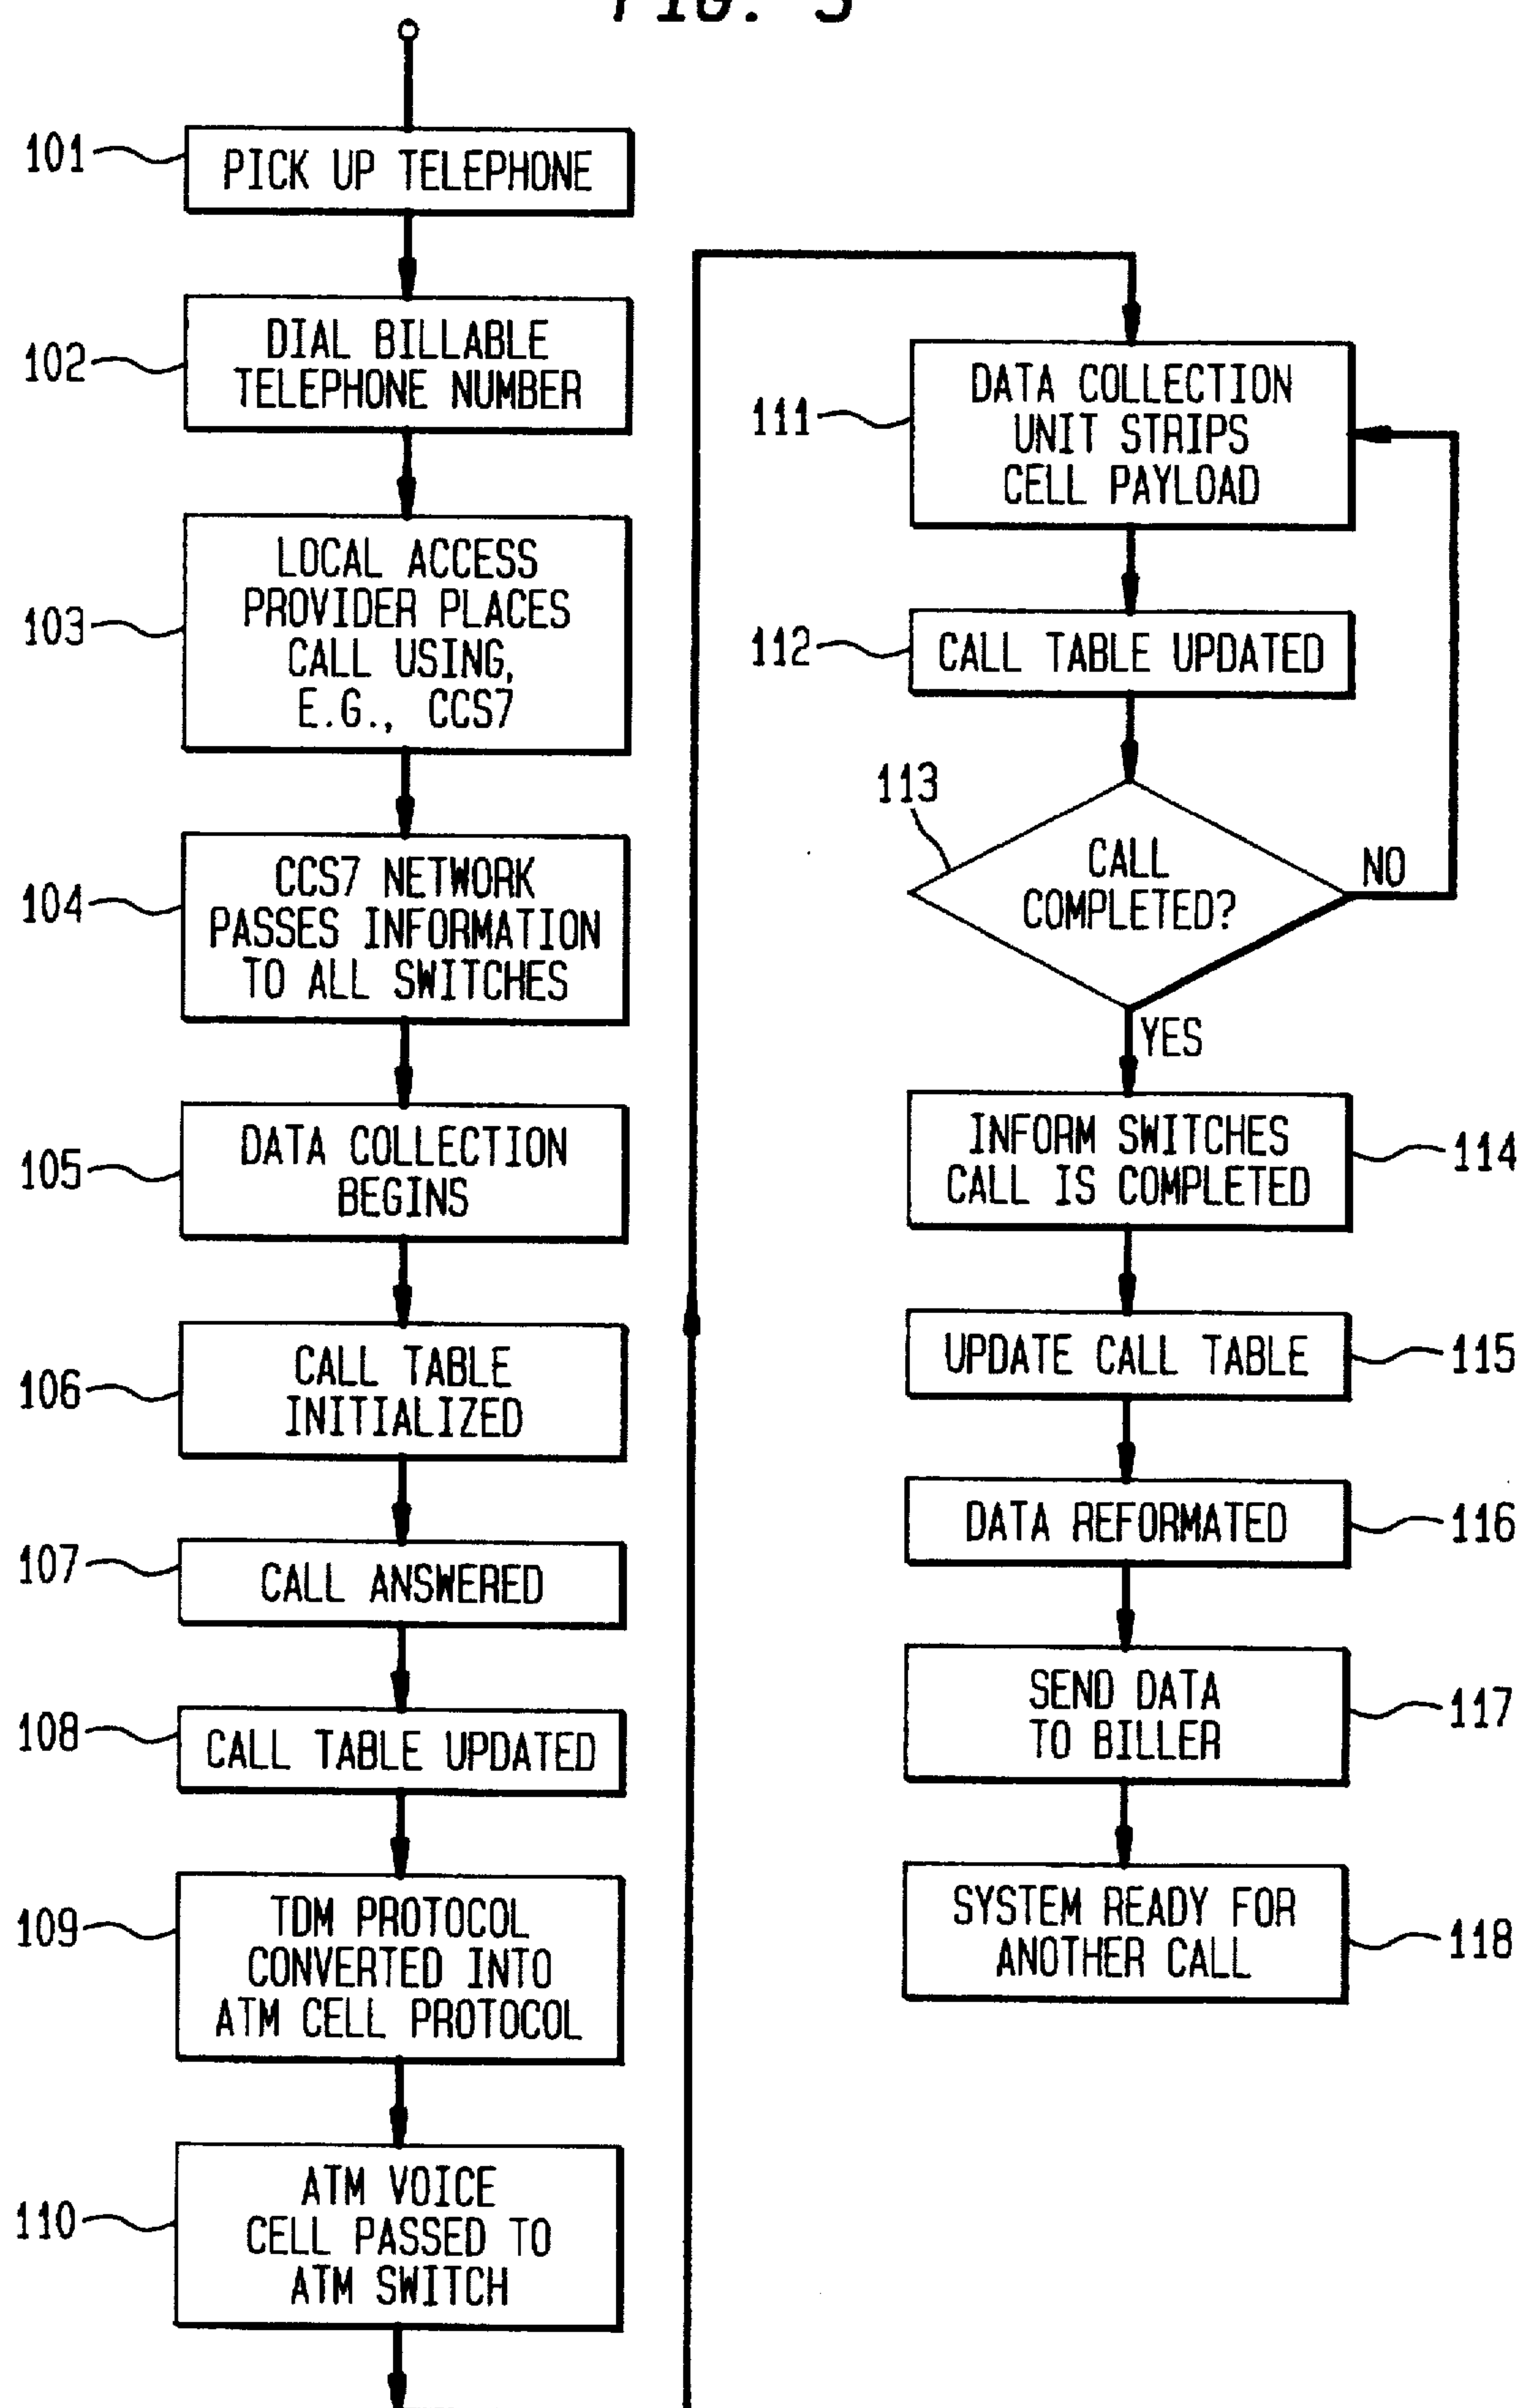 FIG. 3
101
PICK UP TELEPHONE
102
DIAL BILLABLE
TELEPHONE NUMBER
103
LOCAL ACCESS
PROVIDER PLACES
CALL USING,
E.G., CCS7
104
CCS7 NETWORK
PASSES INFORMATION
TO ALL SWITCHES
105
DATA COLLECTION
BEGINS
106
CALL TABLE
INITIALIZED
107
CALL ANSWERED
108
CALL TABLE UPDATED
109
TDM PROTOCOL
CONVERTED INTO
ATM CELL PROTOCOL
110
ATM VOICE
CELL PASSED TO
ATM SWITCH
111
DATA COLLECTION
UNIT STRIPS
CELL PAYLOAD
112
CALL TABLE UPDATED
113
CALL
COMPLETED?
NO
YES
INFORM SWITCHES
CALL IS COMPLETED
114
UPDATE CALL TABLE
115
DATA REFORMATED
116
SEND DATA
TO BILLER
117
SYSTEM READY FOR
ANOTHER CALL
118